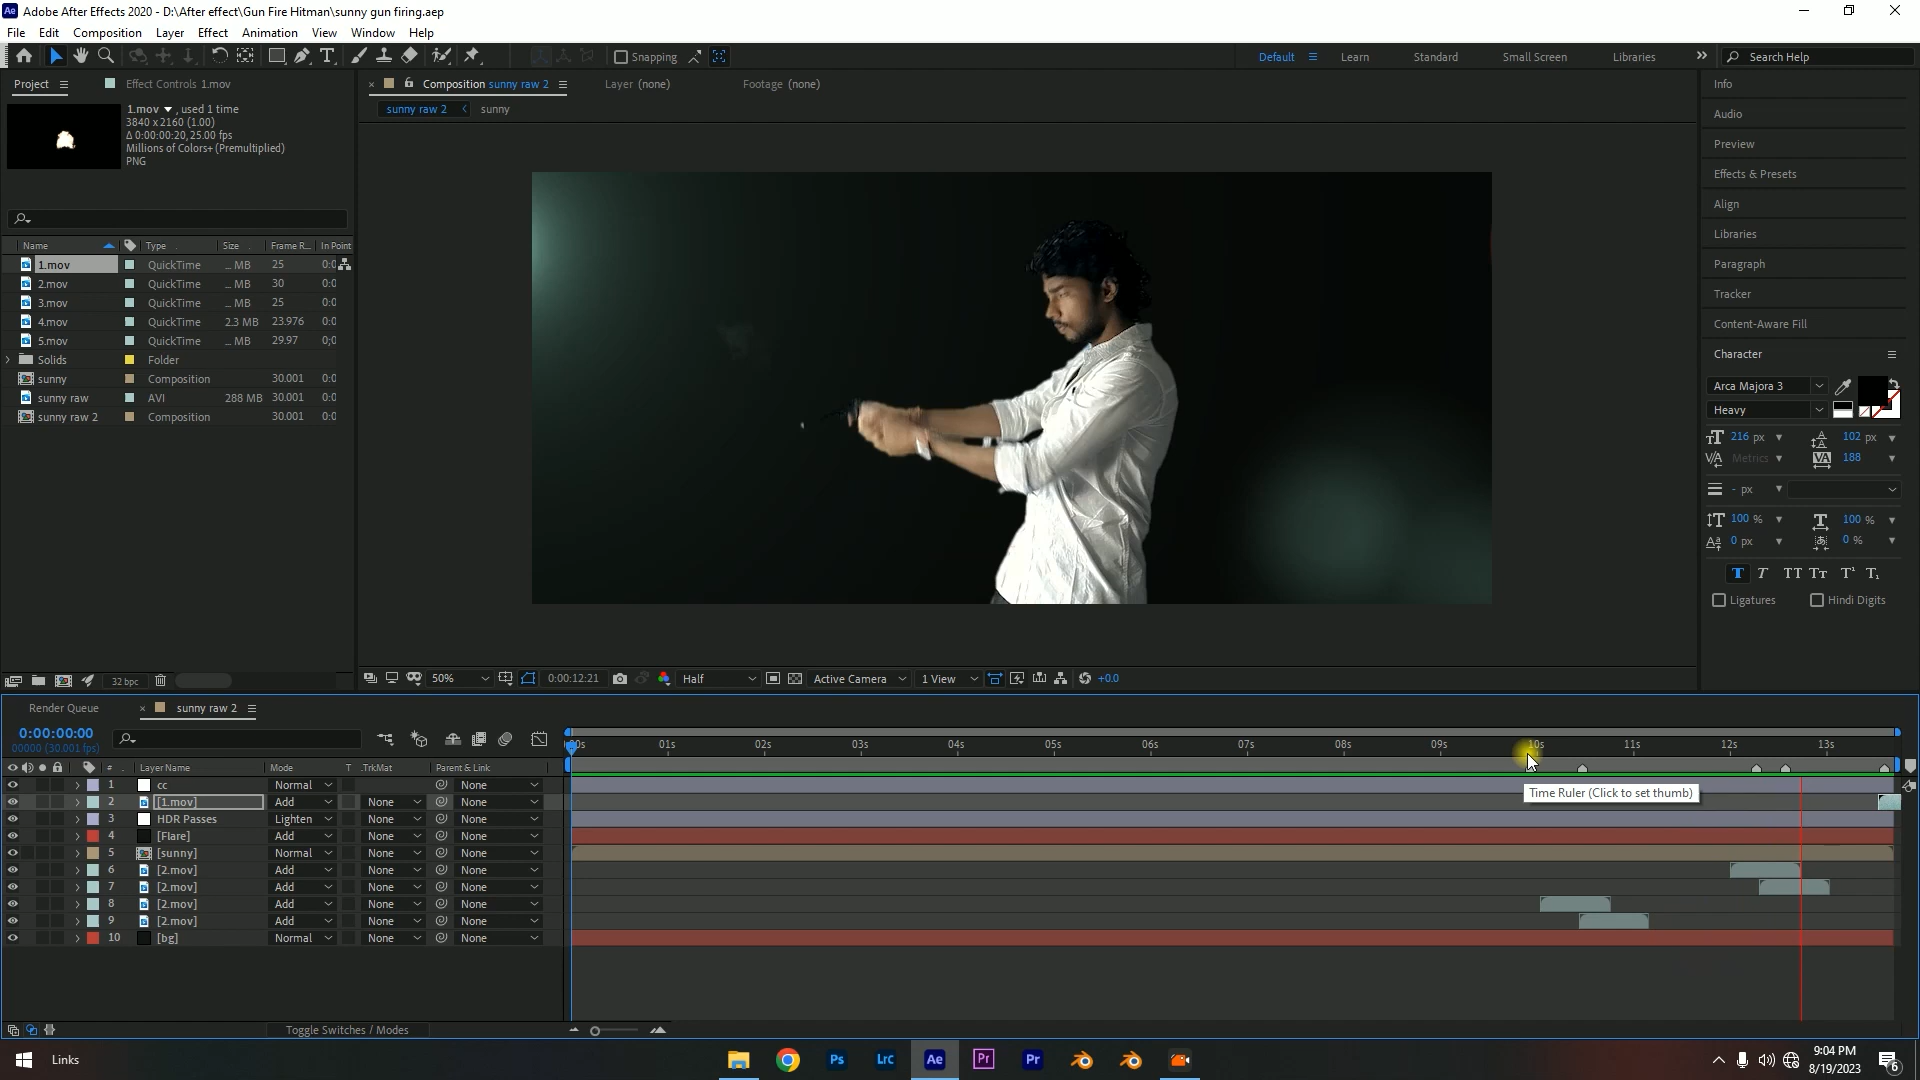 Adobe After Effects 2020 - D:\After effect\Gun Fire Hitman\sunny gun firing.aep
File Edit Composition Layer Effect Animation View Window Help
Snapping
Default Learn Standard Small Screen Libraries Search Help
Project Effect Controls 1.mov
Composition sunny raw 2 Layer (none) Footage (none)
sunny raw 2 sunny
1.mov , used 1 time
3840 x 2160 (1.00)
Δ 0:00:00:20, 25.00 fps
Millions of Colors+ (Premultiplied)
PNG
Name Type Size Frame R... In Point
1.mov QuickTime ... MB 25 0:0
2.mov QuickTime ... MB 30 0:0
3.mov QuickTime ... MB 25 0:0
4.mov QuickTime 2.3 MB 23.976 0:0
5.mov QuickTime ... MB 29.97 0;0
Solids Folder
sunny Composition 30.001 0:0
sunny raw AVI 288 MB 30.001 0:0
sunny raw 2 Composition 30.001 0:0
32 bpc
50% 0:00:12:21 Half Active Camera 1 View +0.0
Info
Audio
Preview
Effects & Presets
Align
Libraries
Paragraph
Tracker
Content-Aware Fill
Character
Arca Majora 3
Heavy
216 px 102 px
Metrics 188
- px
100 % 100 %
0 px 0 %
Ligatures Hindi Digits
Render Queue sunny raw 2
0:00:00:00
00000 (30.001 fps)
00s 01s 02s 03s 04s 05s 06s 07s 08s 09s 10s 11s 12s 13s
# Layer Name Mode T .TrkMat Parent & Link
1 cc Normal None
2 [1.mov] Add None None
3 HDR Passes Lighten None None
4 [Flare] Add None None
5 [sunny] Normal None None
6 [2.mov] Add None None
7 [2.mov] Add None None
8 [2.mov] Add None None
9 [2.mov] Add None None
10 [bg] Normal None None
Time Ruler (Click to set thumb)
Toggle Switches / Modes
Links
Ps Lrc Ae Pr Pr
9:04 PM
8/19/2023
6